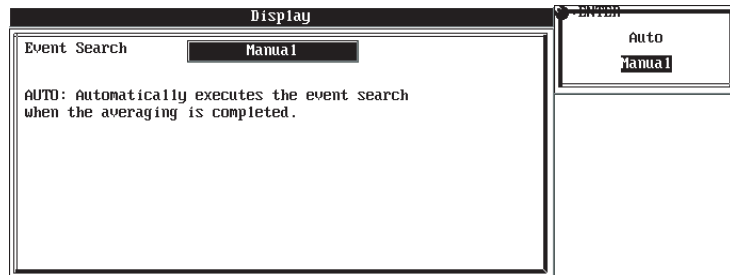 Display
Event Search Manual
AUTO: Automatically executes the event search
when the averaging is completed.
ENTER
Auto
Manual